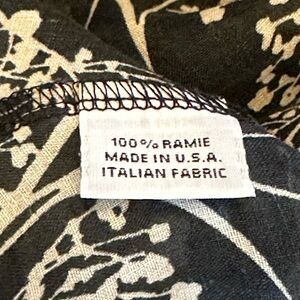 100% RAMIE
MADE IN U.S.A.
ITALIAN FABRIC